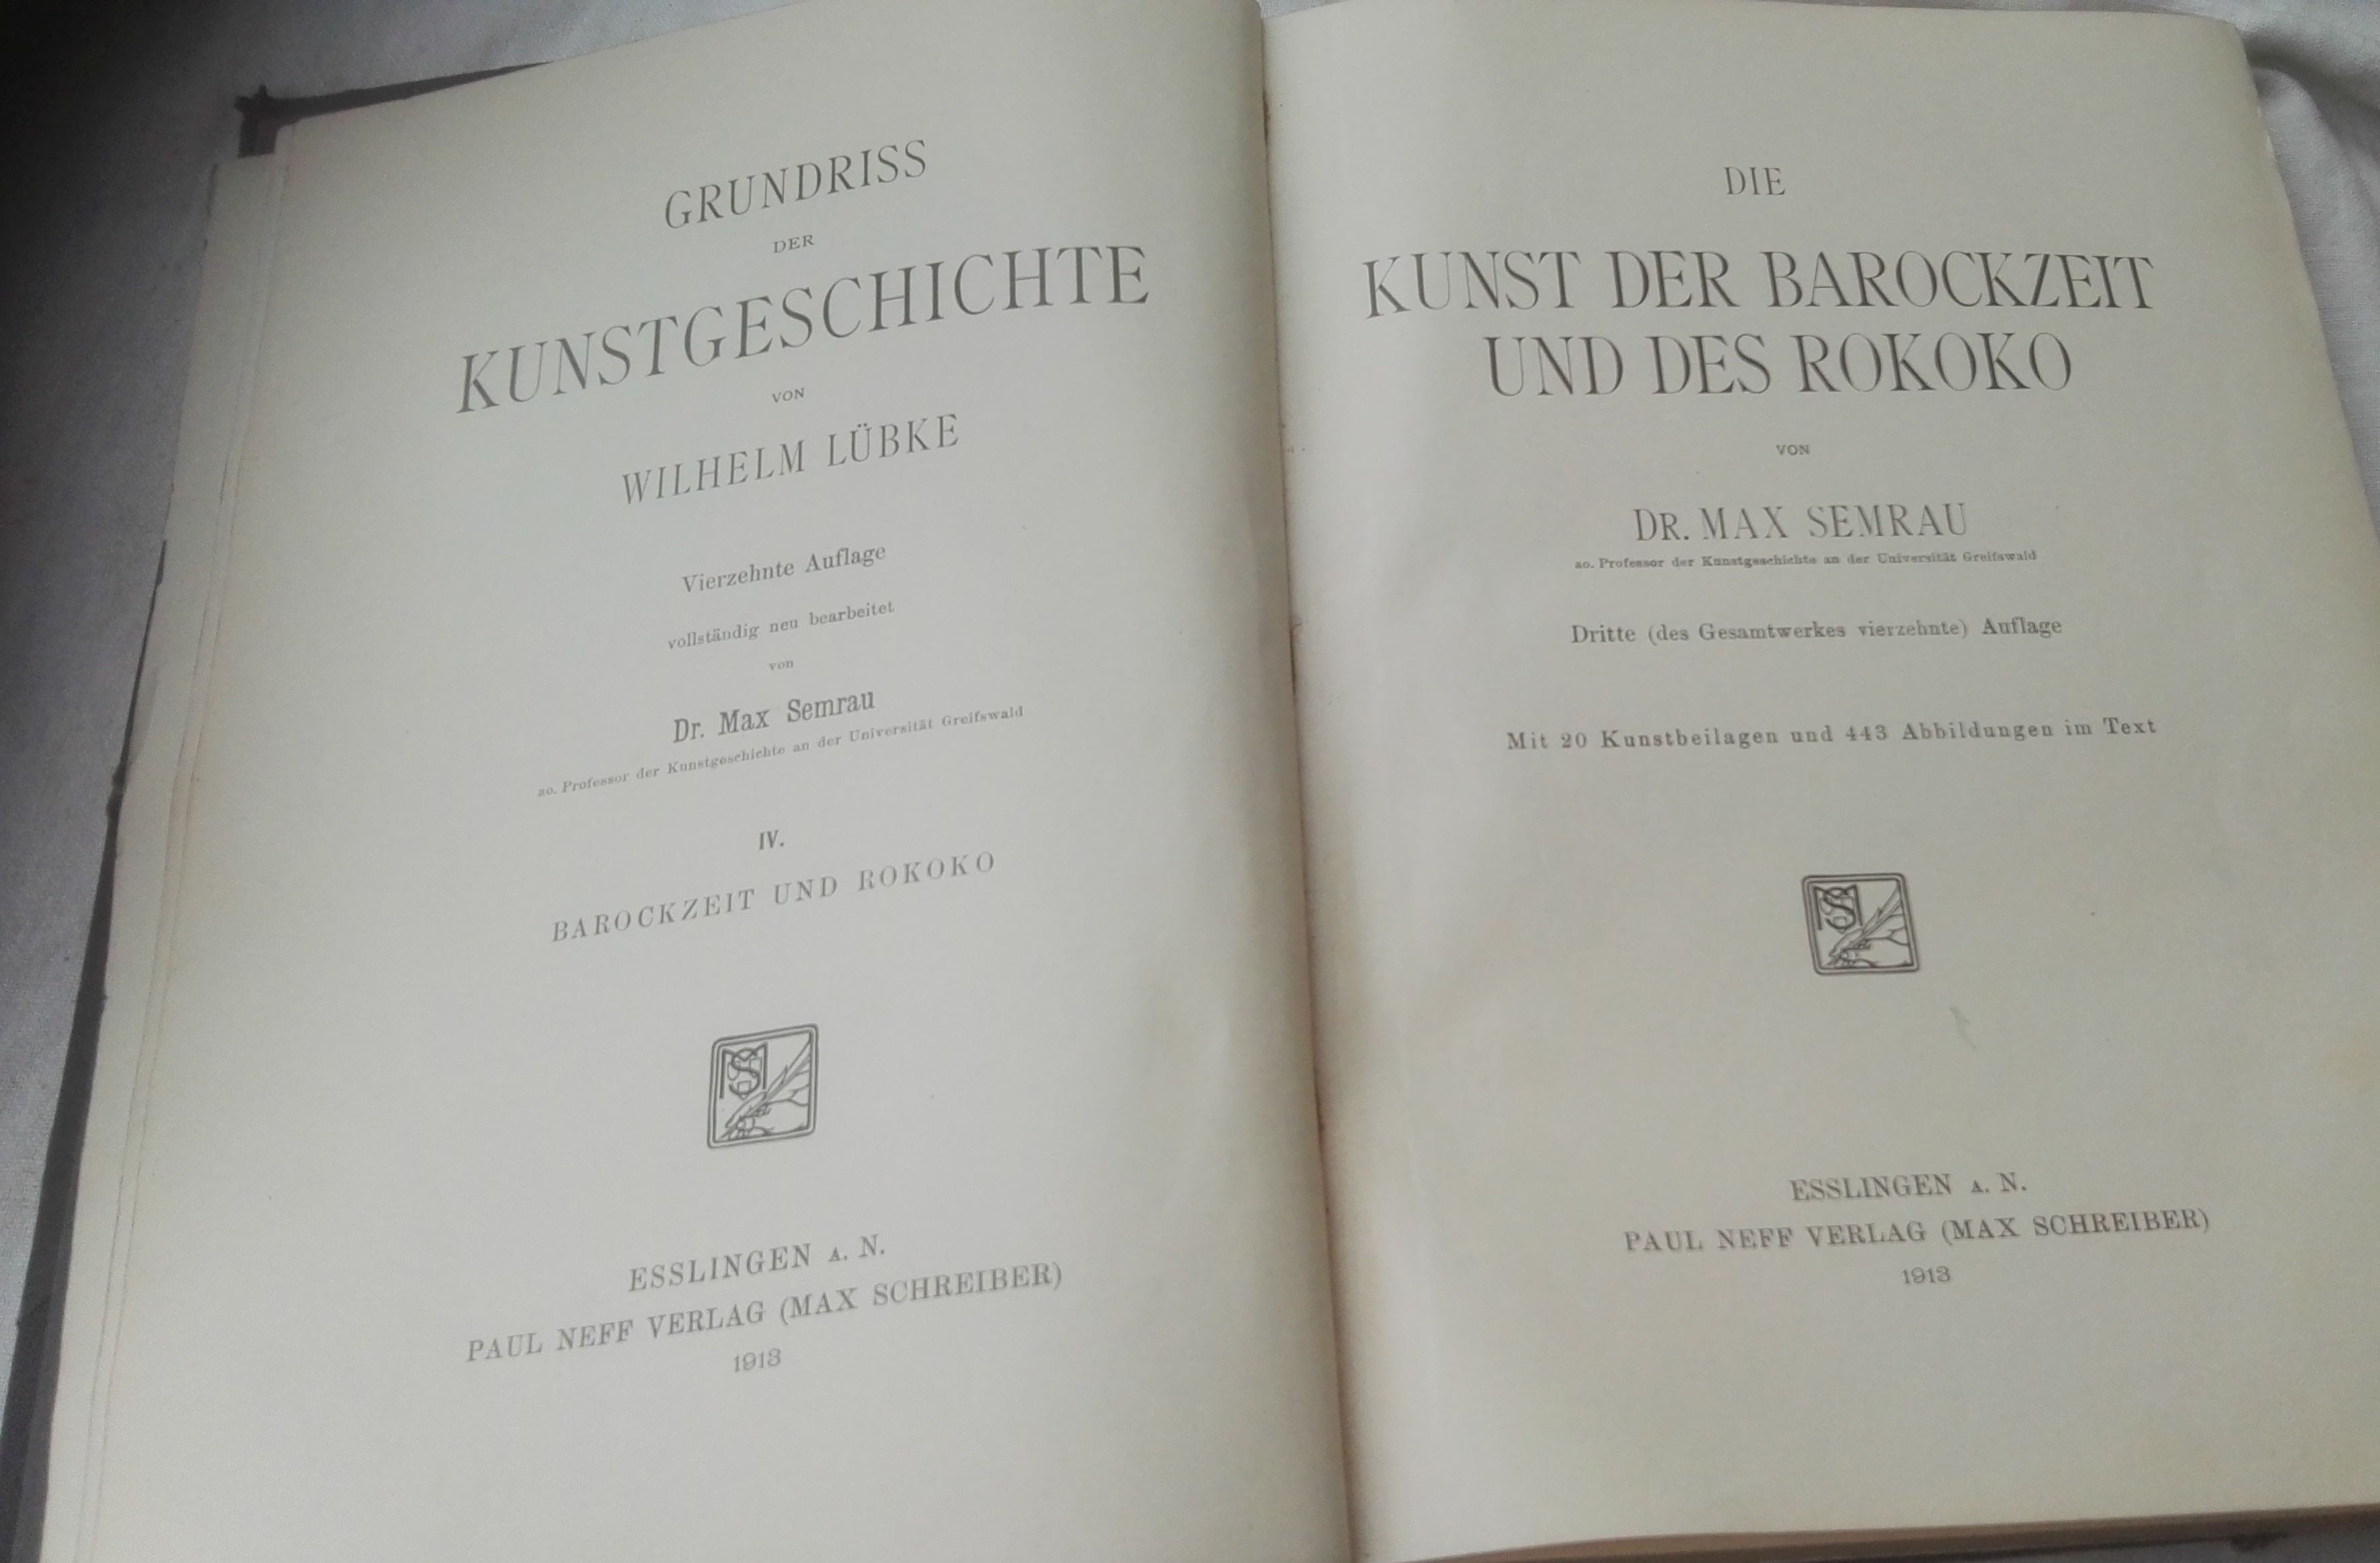 GRUNDRISS
DER
KUNSTGESCHICHTE
VON
WILHELM LÜBKE
Vierzehnte Auflage
vollständig neu bearbeitet
von
Dr. Max Semrau
ao. Professor der Kunstgeschichte an der Universität Greifswald
IV.
BAROCKZEIT UND ROKOKO
MS
ESSLINGEN A. N.
PAUL NEFF VERLAG (MAX SCHREIBER)
1913
DIE
KUNST DER BAROCKZEIT
UND DES ROKOKO
VON
DR. MAX SEMRAU
ao. Professor der Kunstgeschichte an der Universität Greifswald
Dritte (des Gesamtwerkes vierzehnte) Auflage
Mit 20 Kunstbeilagen und 443 Abbildungen im Text
MS
ESSLINGEN A. N.
PAUL NEFF VERLAG (MAX SCHREIBER)
1913